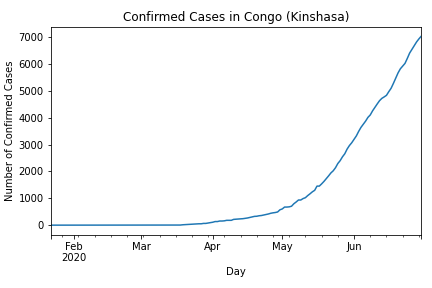 Confirmed Cases in Congo (Kinshasa)
7000
6000
5000
4000
3000
2000
1000
0
Number of Confirmed Cases
Feb
2020
Mar
Apr
May
Jun
Day